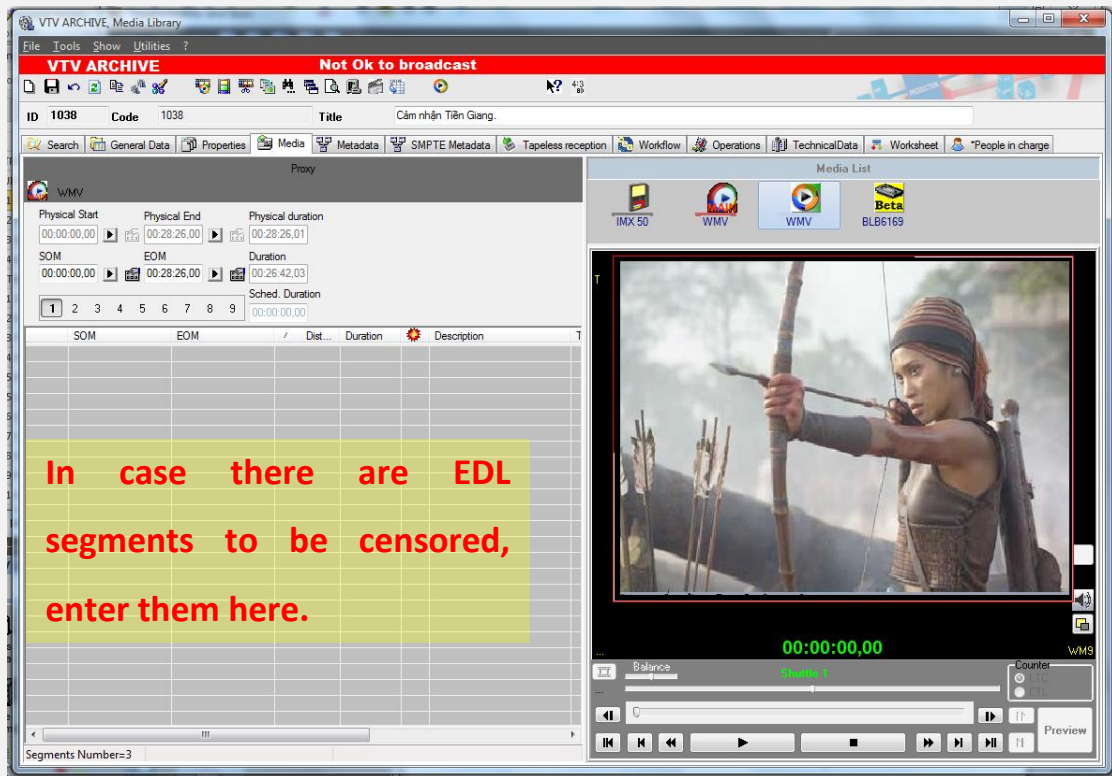 VTV ARCHIVE, Media Library
File Tools Show Utilities ?
VTV ARCHIVE Not Ok to broadcast
4:3
ID 1038 Code 1038 Title Cảm nhận Tiền Giang.
Search General Data Properties Media Metadata SMPTE Metadata Tapeless reception Workflow Operations TechnicalData Worksheet *People in charge
Proxy
WMV
Physical Start Physical End Physical duration
00:00:00,00 00:28:26,00 00:28:26,01
SOM EOM Duration
00:00:00,00 00:28:26,00 00:26:42,03
Sched. Duration
1 2 3 4 5 6 7 8 9 00:00:00,00
SOM EOM / Dist... Duration Description T
In case there are EDL
segments to be censored,
enter them here.
Segments Number=3
Media List
MAIN Beta
IMX 50 WMV WMV BLB6169
T
00:00:00,00
... WM9
Balance Shuttle 1 Counter
LTC
... CTL
Preview